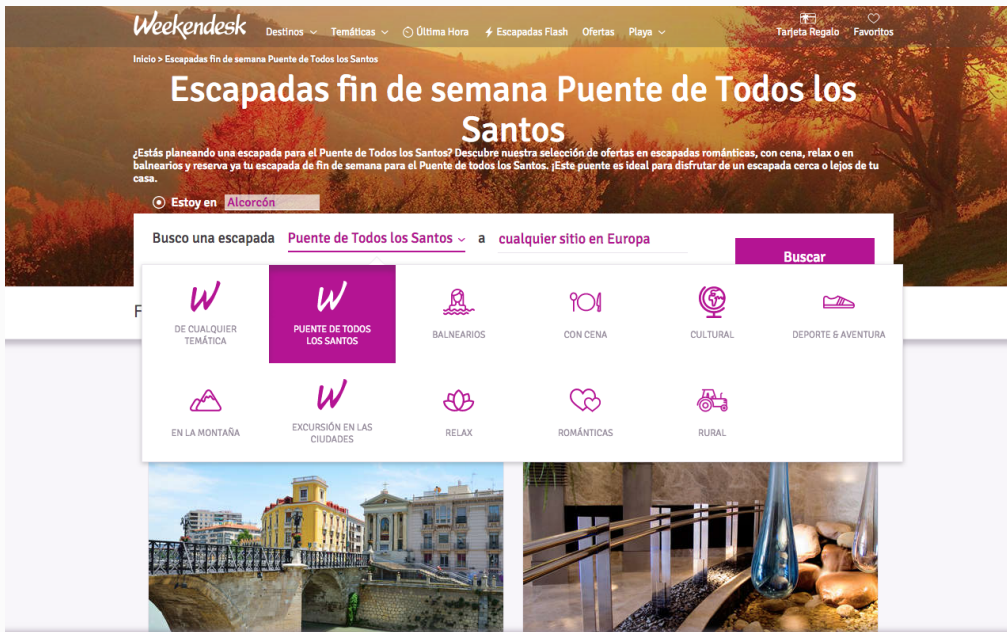 Weekendesk
Destinos Temáticas Última Hora Escapadas Flash Ofertas Playa Tarjeta Regalo Favoritos
Inicio > Escapadas fin de semana Puente de Todos los Santos
Escapadas fin de semana Puente de Todos los
Santos
¿Estás planeando una escapada para el Puente de Todos los Santos? Descubre nuestra selección de ofertas en escapadas románticas, con cena, relax o en
balnearios y reserva ya tu escapada de fin de semana para el Puente de todos los Santos. ¡Este puente es ideal para disfrutar de un escapada cerca o lejos de tu
casa.
Estoy en Alcorcón
Busco una escapada Puente de Todos los Santos a cualquier sitio en Europa
Buscar
DE CUALQUIER
TEMÁTICA
PUENTE DE TODOS
LOS SANTOS
BALNEARIOS
CON CENA
CULTURAL
DEPORTE & AVENTURA
EN LA MONTAÑA
EXCURSIÓN EN LAS
CIUDADES
RELAX
ROMÁNTICAS
RURAL